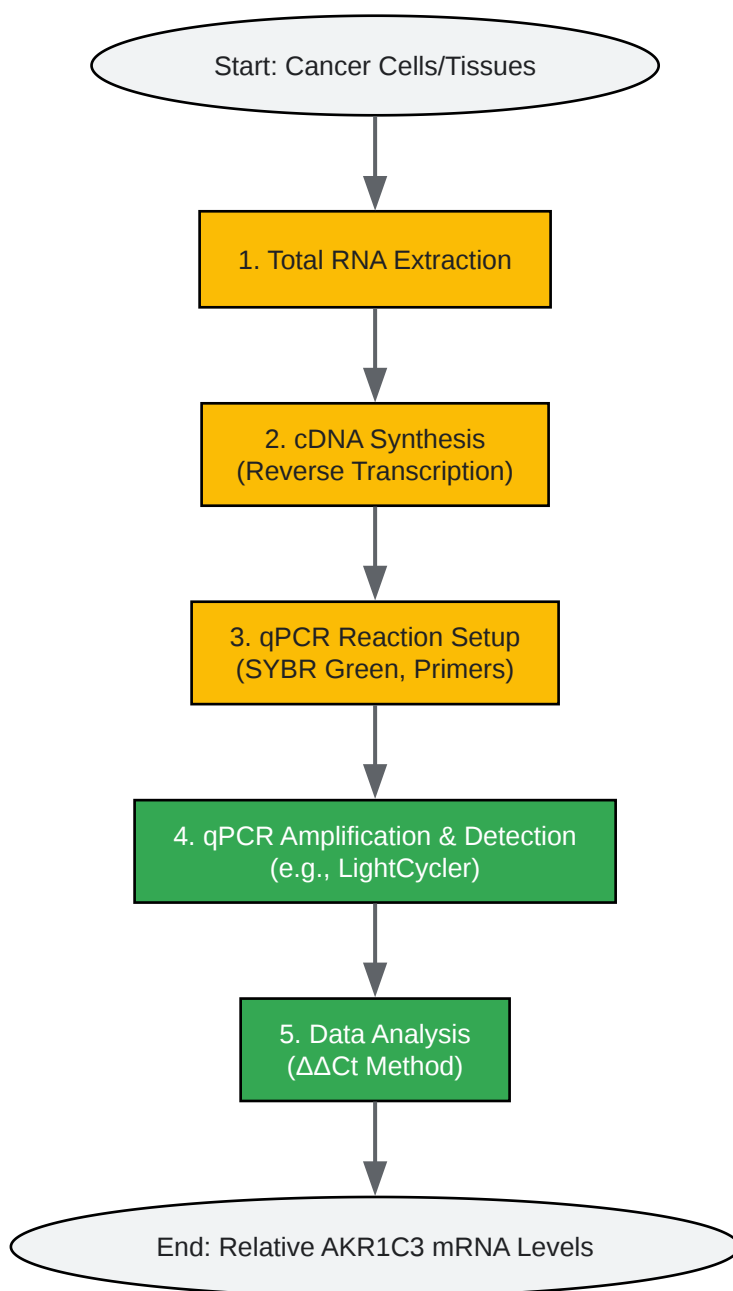 Start: Cancer Cells/Tissues
1. Total RNA Extraction
2. cDNA Synthesis
(Reverse Transcription)
3. qPCR Reaction Setup
(SYBR Green, Primers)
4. qPCR Amplification & Detection
(e.g., LightCycler)
5. Data Analysis
(ΔΔCt Method)
End: Relative AKR1C3 mRNA Levels